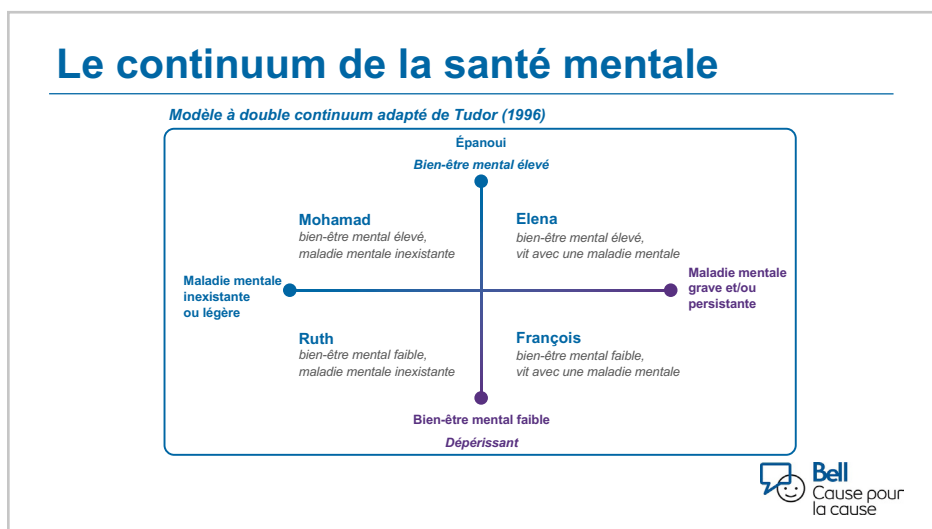 Le continuum de la santé mentale
Modèle à double continuum adapté de Tudor (1996)
Épanoui
Bien-être mental élevé
Mohamad
bien-être mental élevé,
maladie mentale inexistante
Elena
bien-être mental élevé,
vit avec une maladie mentale
Maladie mentale
inexistante
ou légère
Maladie mentale
grave et/ou
persistante
Ruth
bien-être mental faible,
maladie mentale inexistante
François
bien-être mental faible,
vit avec une maladie mentale
Bien-être mental faible
Dépérissant
Bell
Cause pour
la cause